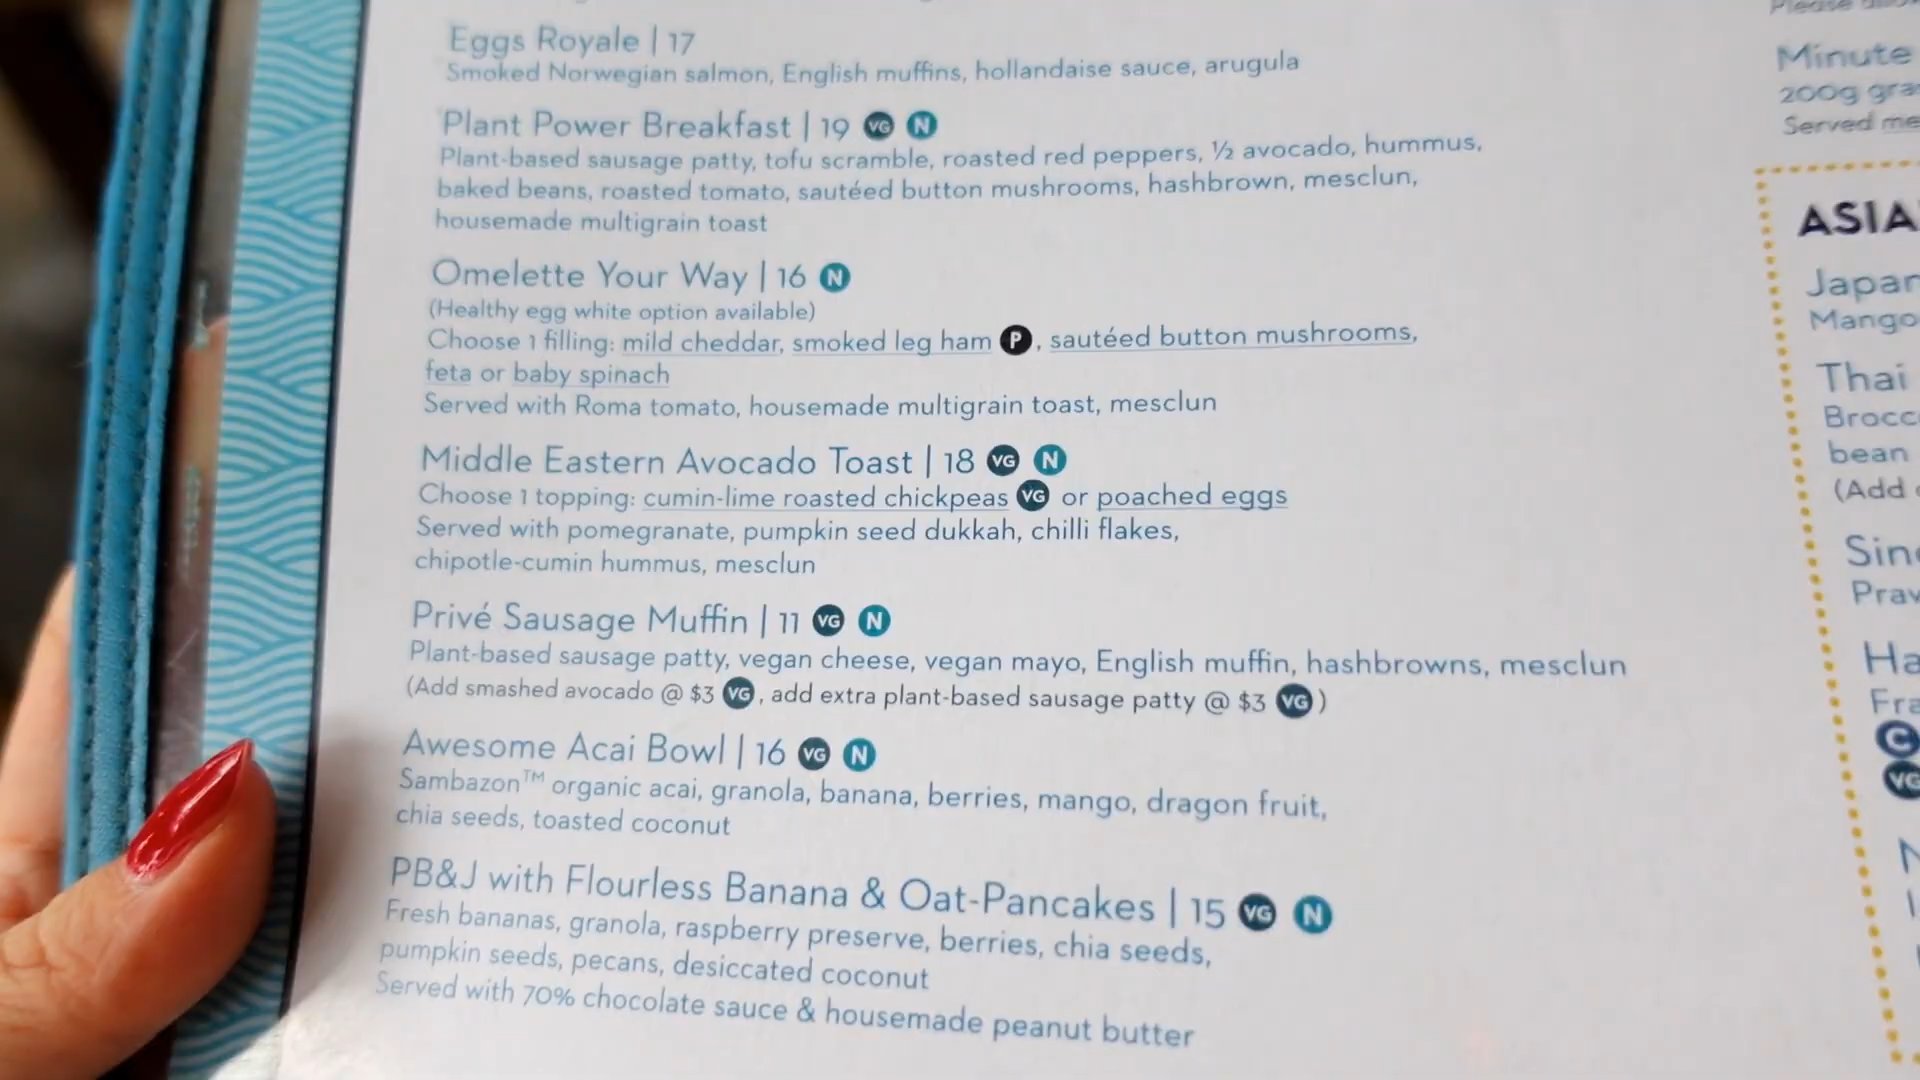 Eggs Royale | 17
Smoked Norwegian salmon, English muffins, hollandaise sauce, arugula
Plant Power Breakfast | 19 VG N
Plant-based sausage patty, tofu scramble, roasted red peppers, ½ avocado, hummus,
baked beans, roasted tomato, sautéed button mushrooms, hashbrown, mesclun,
housemade multigrain toast
Omelette Your Way | 16 N
(Healthy egg white option available)
Choose 1 filling: mild cheddar, smoked leg ham P, sautéed button mushrooms,
feta or baby spinach
Served with Roma tomato, housemade multigrain toast, mesclun
Middle Eastern Avocado Toast | 18 VG N
Choose 1 topping: cumin-lime roasted chickpeas VG or poached eggs
Served with pomegranate, pumpkin seed dukkah, chilli flakes,
chipotle-cumin hummus, mesclun
Privé Sausage Muffin | 11 VG N
Plant-based sausage patty, vegan cheese, vegan mayo, English muffin, hashbrowns, mesclun
(Add smashed avocado @ $3 VG, add extra plant-based sausage patty @ $3 VG)
Awesome Acai Bowl | 16 VG N
Sambazon™ organic acai, granola, banana, berries, mango, dragon fruit,
chia seeds, toasted coconut
PB&J with Flourless Banana & Oat-Pancakes | 15 VG N
Fresh bananas, granola, raspberry preserve, berries, chia seeds,
pumpkin seeds, pecans, desiccated coconut
Served with 70% chocolate sauce & housemade peanut butter
Please
Minute
200g
Served
Mango
Thai
bean
(Add
C
VG